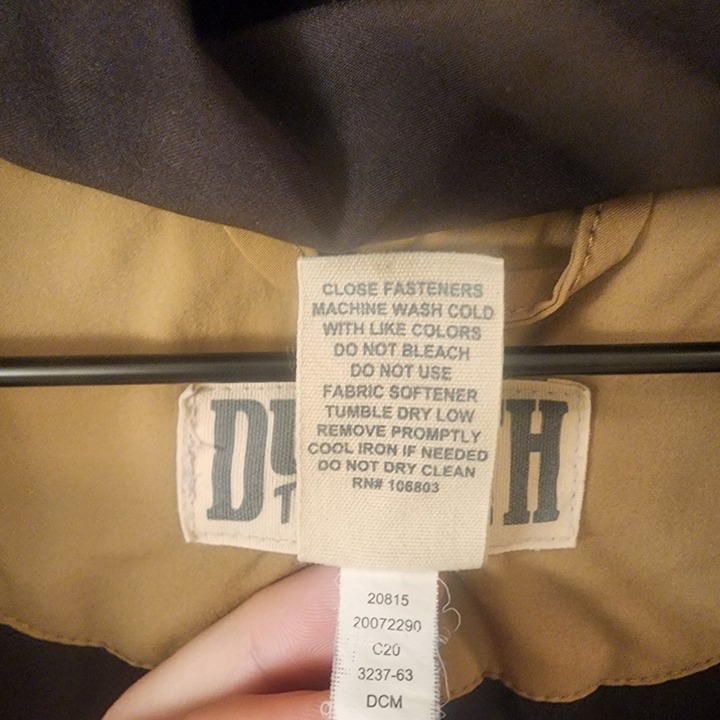 CLOSE FASTENERS
MACHINE WASH COLD
WITH LIKE COLORS
DO NOT BLEACH
DO NOT USE
FABRIC SOFTENER
TUMBLE DRY LOW
REMOVE PROMPTLY
COOL IRON IF NEEDED
DO NOT DRY CLEAN
RN# 106803
20815
20072290
C20
3237-63
DCM